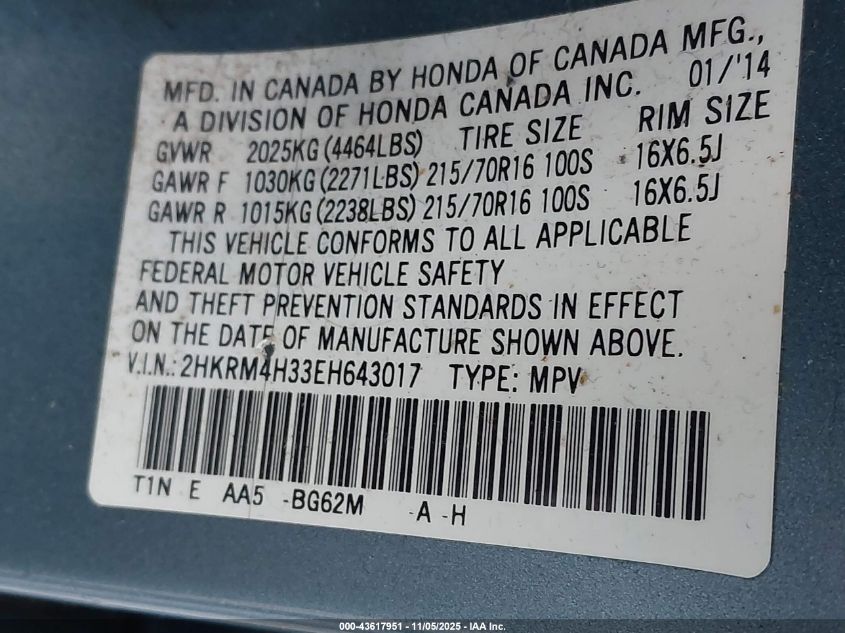 MFD. IN CANADA BY HONDA OF CANADA MFG.,
A DIVISION OF HONDA CANADA INC. 01/'14
GVWR 2025KG (4464LBS) TIRE SIZE RIM SIZE
GAWR F 1030KG (2271LBS) 215/70R16 100S 16X6.5J
GAWR R 1015KG (2238LBS) 215/70R16 100S 16X6.5J
THIS VEHICLE CONFORMS TO ALL APPLICABLE
FEDERAL MOTOR VEHICLE SAFETY
AND THEFT PREVENTION STANDARDS IN EFFECT
ON THE DATE OF MANUFACTURE SHOWN ABOVE.
V.I.N.: 2HKRM4H33EH643017 TYPE: MPV
T1N E AA5 -BG62M -A -H
000-43617951 - 11/05/2025 - IAA Inc.